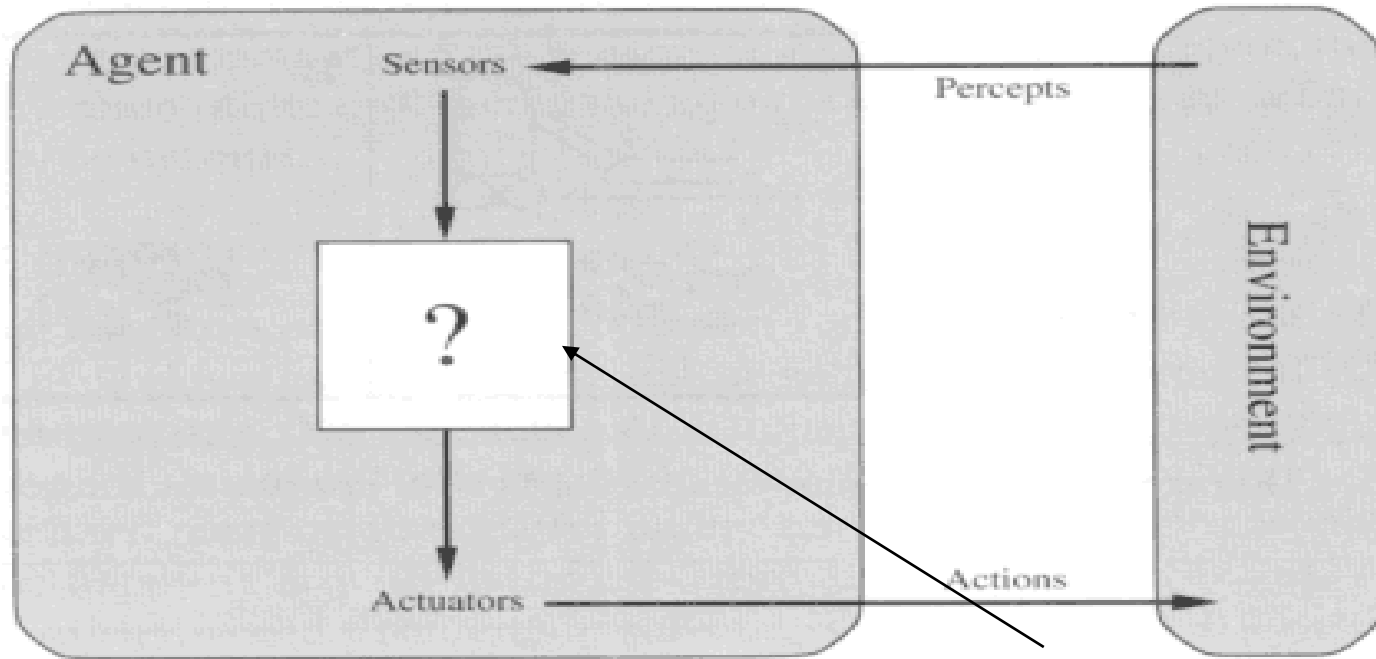 Agent
Sensors
Percepts
?
Environment
Actions
Actuators